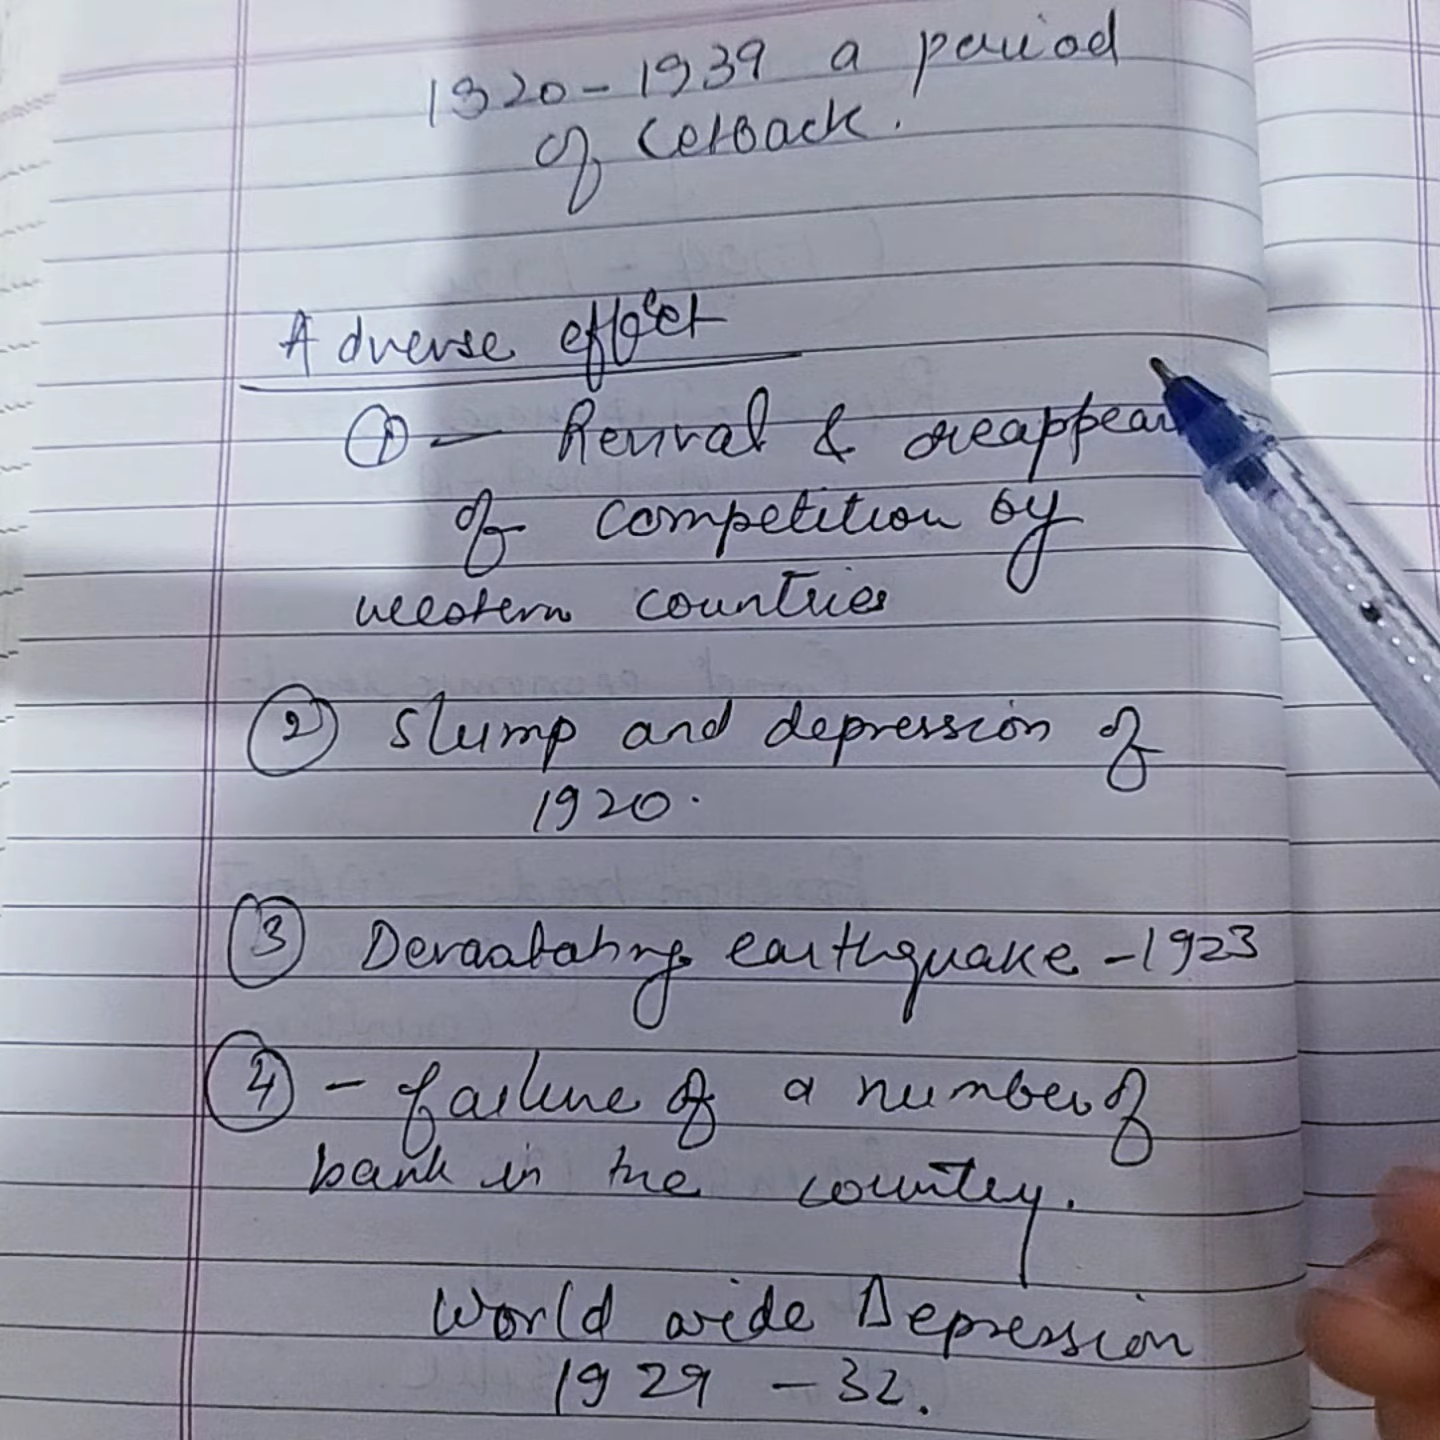 1920-1939 a period
of Cetback.
Adverse effect
① - Revival & reappear
of competition by
western countries
② Slump and depression of
1920.
③ Devastating earthquake - 1923
④ - failure of a number of
bank in the country.
World wide Depression
1929 - 32.